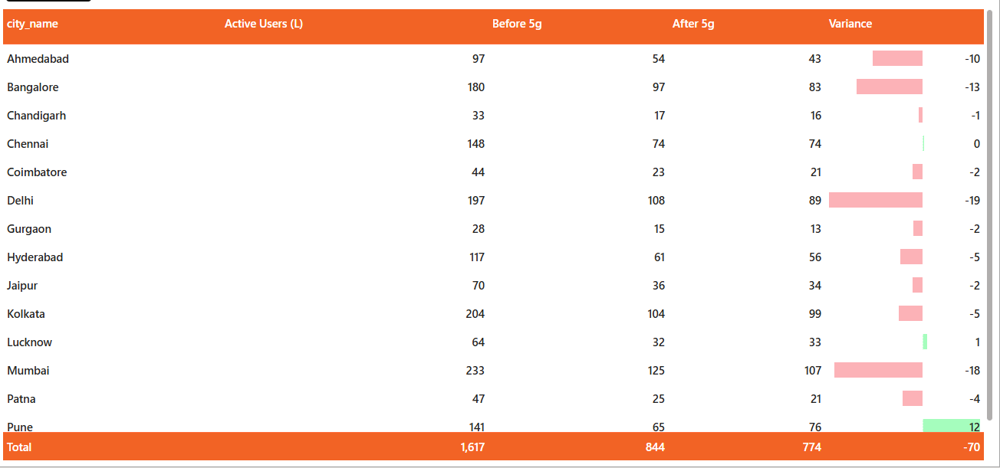 city_name Active Users (L) Before 5g After 5g Variance
Ahmedabad 97 54 43 -10
Bangalore 180 97 83 -13
Chandigarh 33 17 16 -1
Chennai 148 74 74 0
Coimbatore 44 23 21 -2
Delhi 197 108 89 -19
Gurgaon 28 15 13 -2
Hyderabad 117 61 56 -5
Jaipur 70 36 34 -2
Kolkata 204 104 99 -5
Lucknow 64 32 33 1
Mumbai 233 125 107 -18
Patna 47 25 21 -4
Pune 141 65 76 12
Total 1,617 844 774 -70